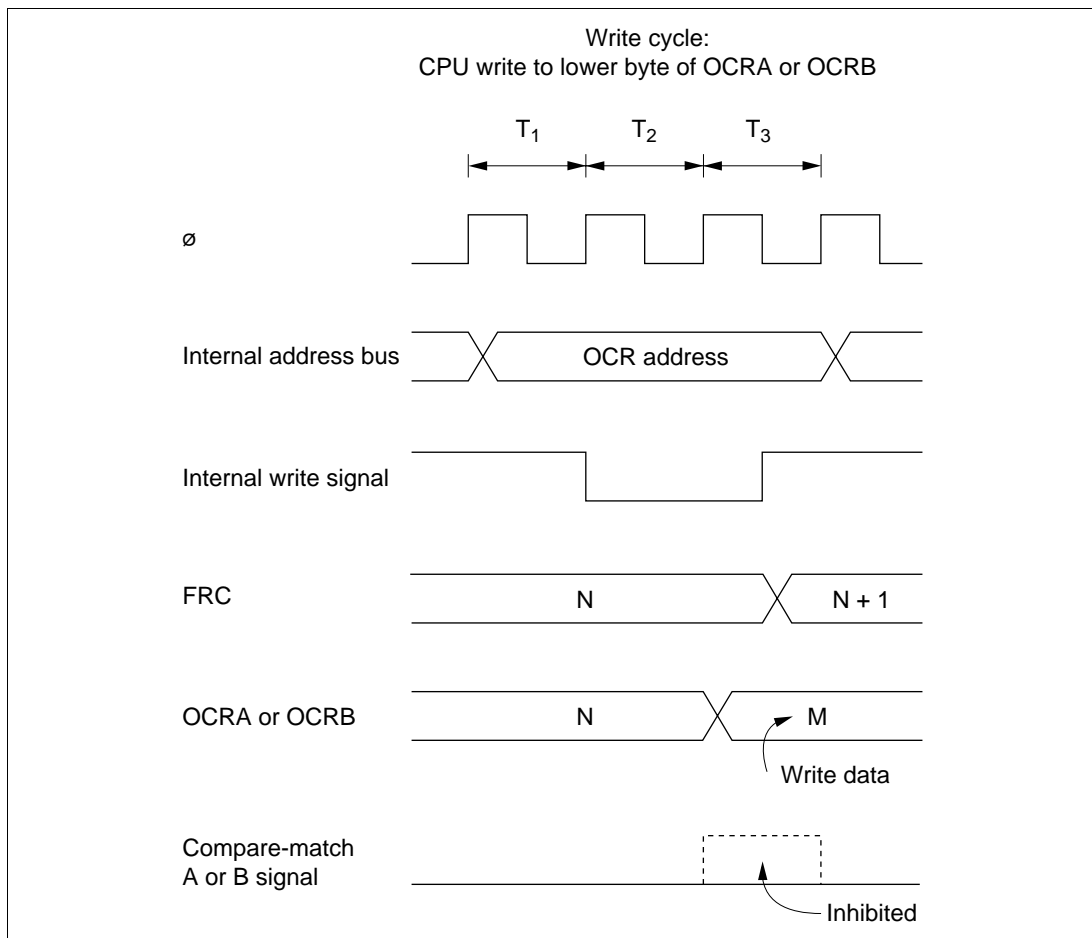 Write cycle:
CPU write to lower byte of OCRA or OCRB
T1 T2 T3
ø
Internal address bus
OCR address
Internal write signal
FRC
N
N + 1
OCRA or OCRB
N
M
Write data
Compare-match
A or B signal
Inhibited